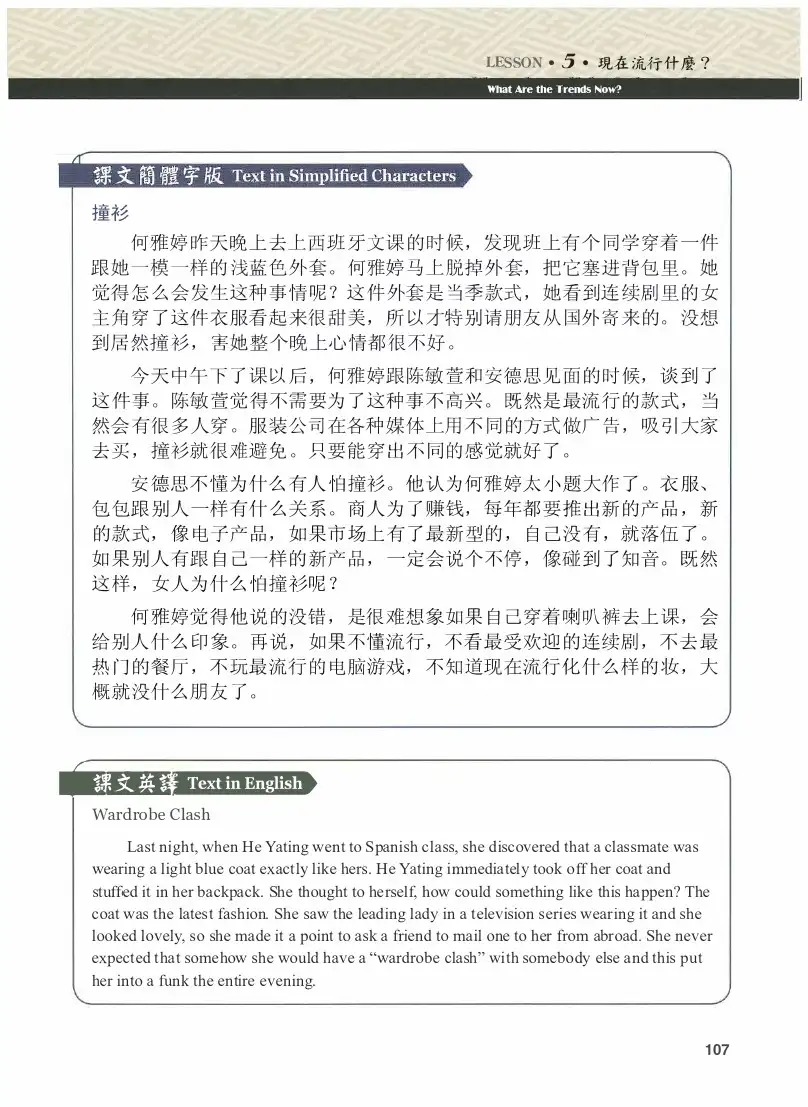 LESSON • 5 • 現在流行什麼？
What Are the Trends Now?
課文簡體字版 Text in Simplified Characters
撞衫
何雅婷昨天晚上去上西班牙文课的时候，发现班上有个同学穿着一件
跟她一模一样的浅蓝色外套。何雅婷马上脱掉外套，把它塞进背包里。她
觉得怎么会发生这种事情呢？这件外套是当季款式，她看到连续剧里的女
主角穿了这件衣服看起来很甜美，所以才特别请朋友从国外寄来的。没想
到居然撞衫，害她整个晚上心情都很不好。
今天中午下了课以后，何雅婷跟陈敏萱和安德思见面的时候，谈到了
这件事。陈敏萱觉得不需要为了这种事不高兴。既然是最流行的款式，当
然会有很多人穿。服装公司在各种媒体上用不同的方式做广告，吸引大家
去买，撞衫就很难避免。只要能穿出不同的感觉就好了。
安德思不懂为什么有人怕撞衫。他认为何雅婷太小题大作了。衣服、
包包跟别人一样有什么关系。商人为了赚钱，每年都要推出新的产品，新
的款式，像电子产品，如果市场上有了最新型的，自己没有，就落伍了。
如果别人有跟自己一样的新产品，一定会说个不停，像碰到了知音。既然
这样，女人为什么怕撞衫呢？
何雅婷觉得他说的没错，是很难想象如果自己穿着喇叭裤去上课，会
给别人什么印象。再说，如果不懂流行，不看最受欢迎的连续剧，不去最
热门的餐厅，不玩最流行的电脑游戏，不知道现在流行化什么样的妆，大
概就没什么朋友了。
課文英譯 Text in English
Wardrobe Clash
Last night, when He Yating went to Spanish class, she discovered that a classmate was
wearing a light blue coat exactly like hers. He Yating immediately took off her coat and
stuffed it in her backpack. She thought to herself, how could something like this happen? The
coat was the latest fashion. She saw the leading lady in a television series wearing it and she
looked lovely, so she made it a point to ask a friend to mail one to her from abroad. She never
expected that somehow she would have a “wardrobe clash” with somebody else and this put
her into a funk the entire evening.
107